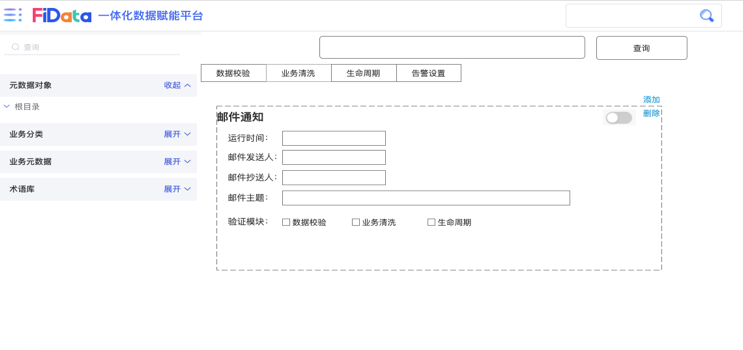 FiData 一体化数据赋能平台
查询
查询
数据校验 业务清洗 生命周期 告警设置
元数据对象 收起
根目录
业务分类 展开
业务元数据 展开
术语库 展开
添加
邮件通知 删除
运行时间：
邮件发送人：
邮件抄送人：
邮件主题：
验证模块： 数据校验 业务清洗 生命周期